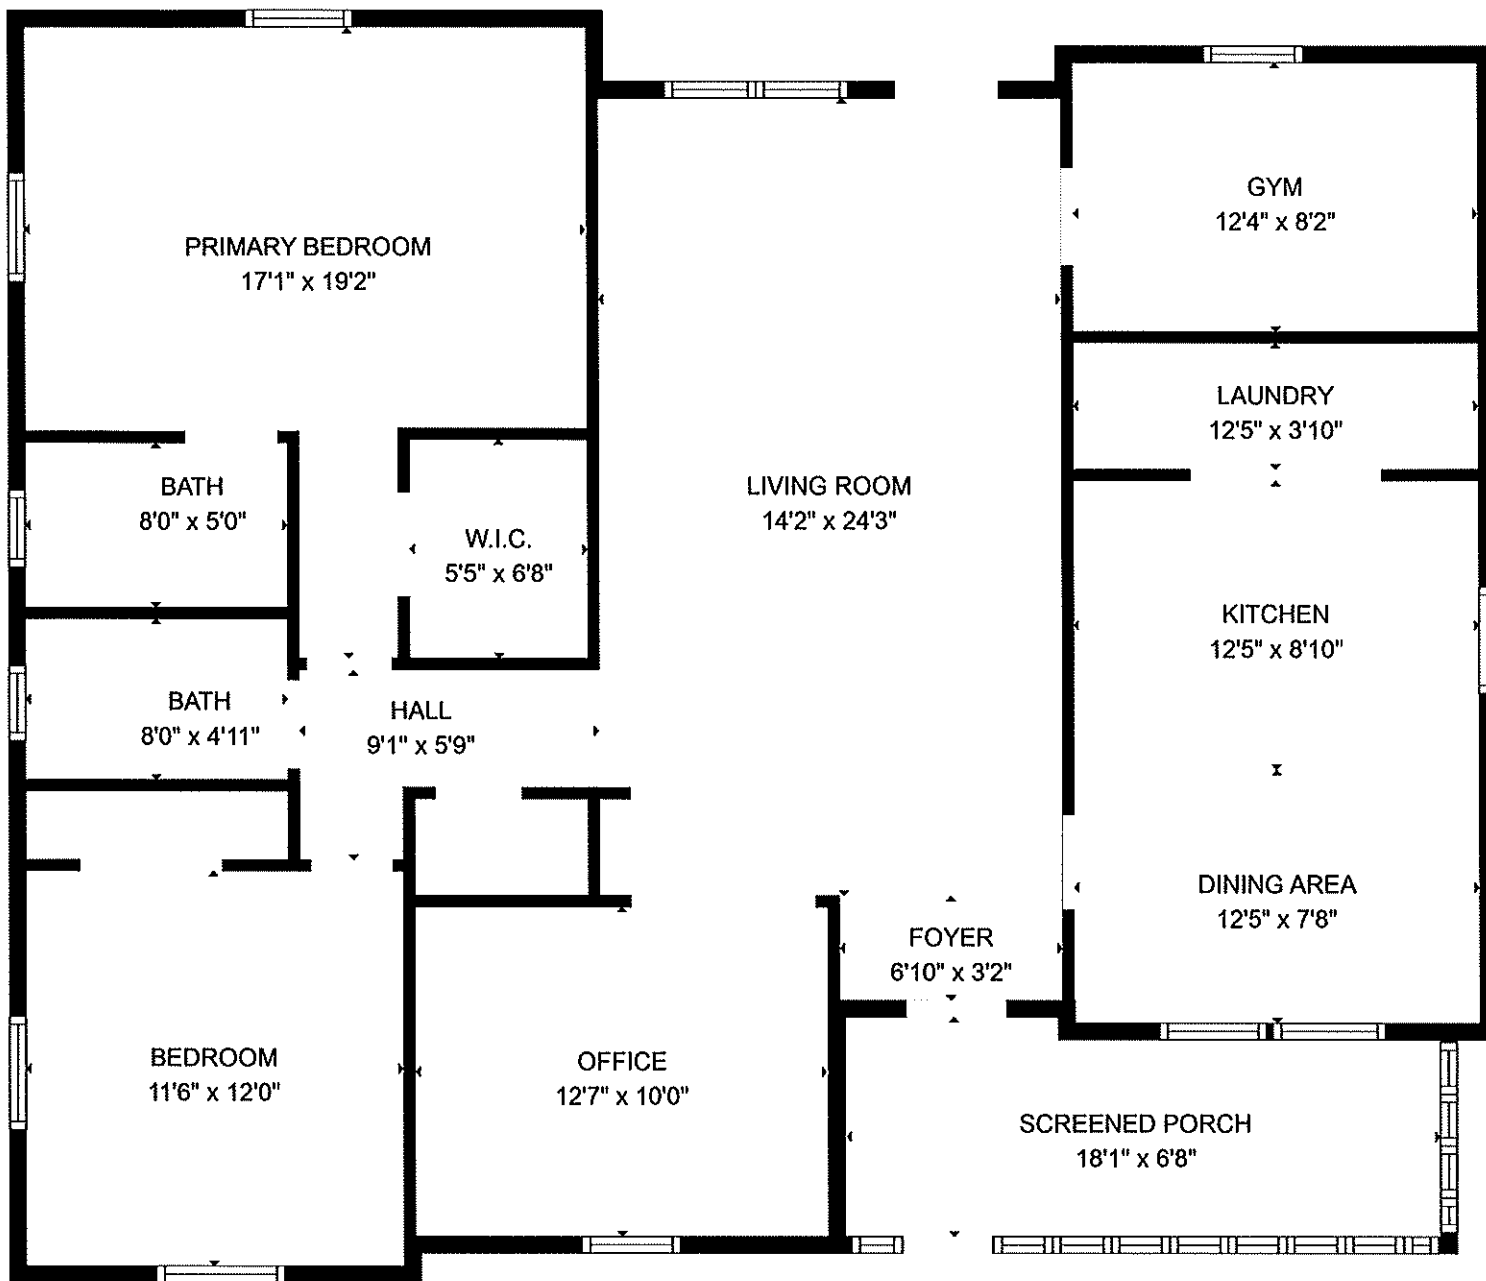 GYM
12'4" x 8'2"
PRIMARY BEDROOM
17'1" x 19'2"
LAUNDRY
12'5" x 3'10"
BATH
8'0" x 5'0"
LIVING ROOM
14'2" x 24'3"
W.I.C.
5'5" x 6'8"
KITCHEN
12'5" x 8'10"
BATH
8'0" x 4'11"
HALL
9'1" x 5'9"
DINING AREA
12'5" x 7'8"
FOYER
6'10" x 3'2"
BEDROOM
11'6" x 12'0"
OFFICE
12'7" x 10'0"
SCREENED PORCH
18'1" x 6'8"